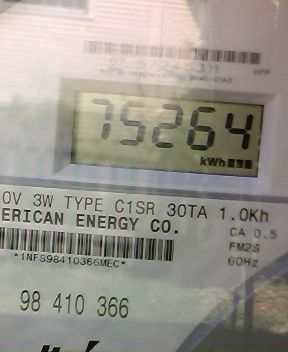 75264
kWh
0V 3W TYPE C1SR 30TA 1.0Kh
ERICAN ENERGY CO.
CA 0.5
FM2S
60Hz
*1NFS98410366MEC*
98 410 366